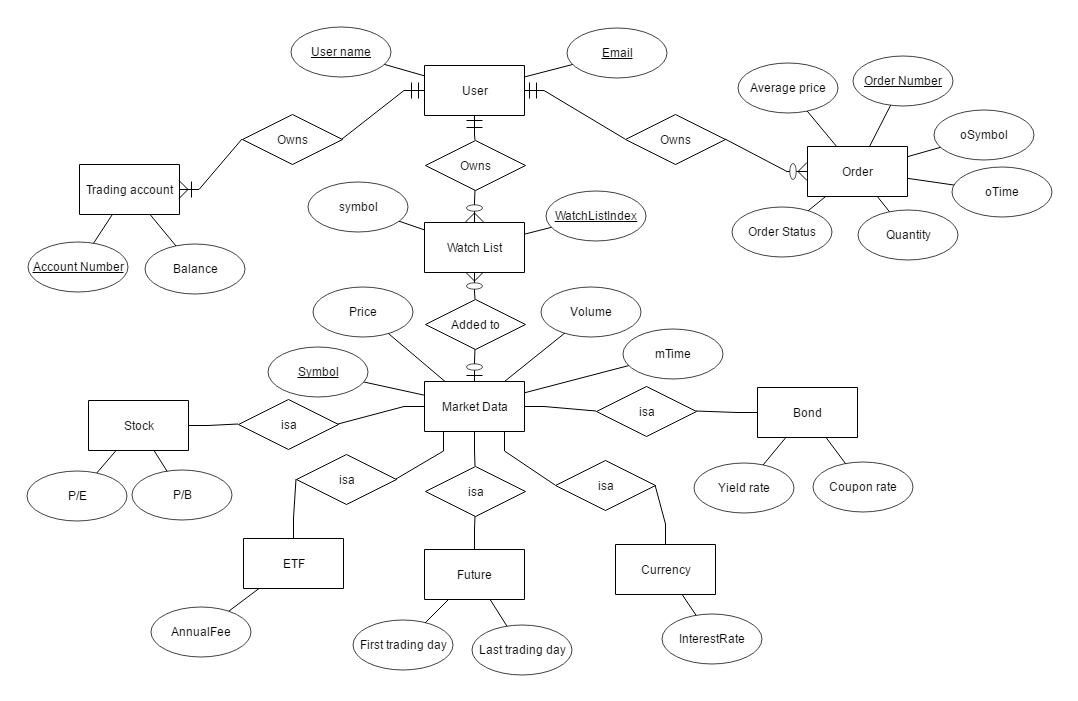 User name
Email
User
Average price
Order Number
Owns
Owns
Owns
oSymbol
Trading account
Order
oTime
symbol
WatchListIndex
Order Status
Quantity
Watch List
Account Number
Balance
Price
Volume
Added to
mTime
Symbol
Market Data
Stock
isa
isa
Bond
P/E
P/B
isa
isa
isa
Yield rate
Coupon rate
ETF
Future
Currency
AnnualFee
First trading day
Last trading day
InterestRate